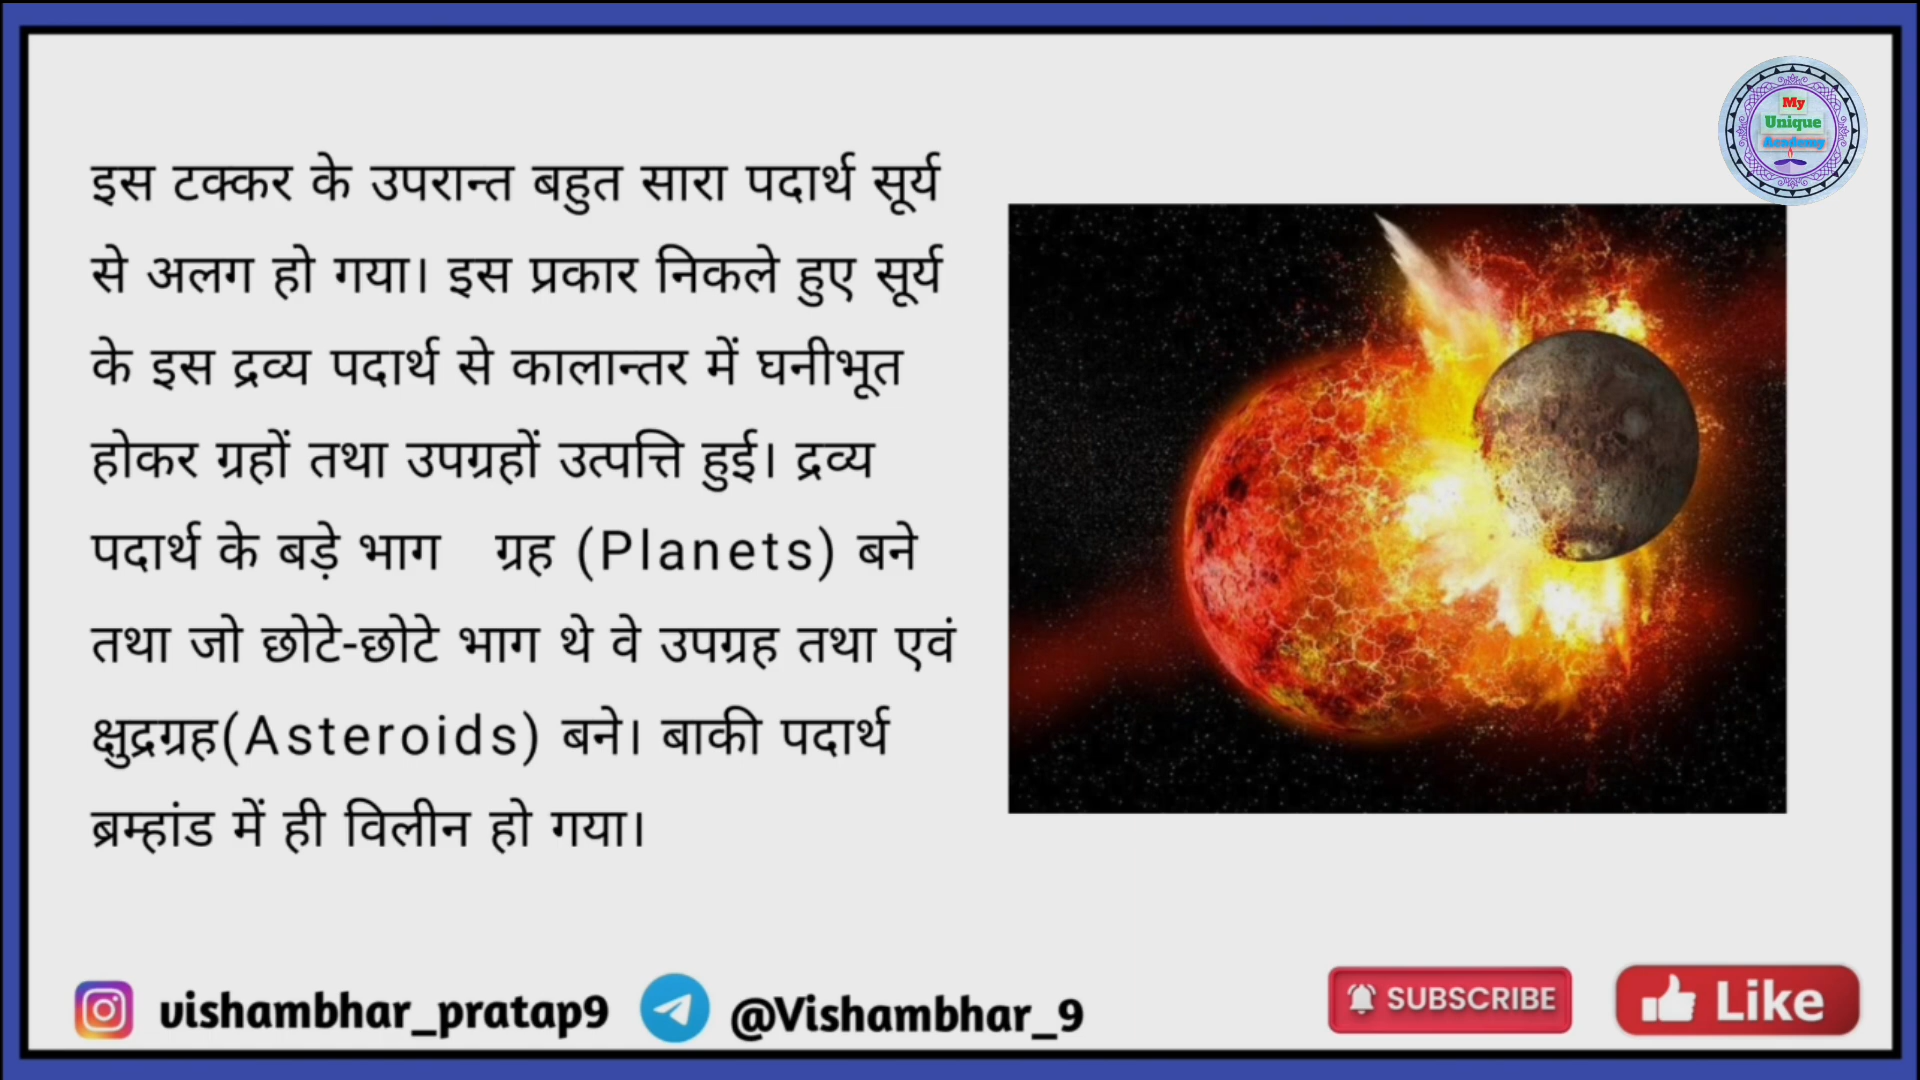 My
Unique
Academy
इस टक्कर के उपरान्त बहुत सारा पदार्थ सूर्य
से अलग हो गया। इस प्रकार निकले हुए सूर्य
के इस द्रव्य पदार्थ से कालान्तर में घनीभूत
होकर ग्रहों तथा उपग्रहों उत्पत्ति हुई। द्रव्य
पदार्थ के बड़े भाग ग्रह (Planets) बने
तथा जो छोटे-छोटे भाग थे वे उपग्रह तथा एवं
क्षुद्रग्रह(Asteroids) बने। बाकी पदार्थ
ब्रम्हांड में ही विलीन हो गया।
vishambhar_pratap9 @Vishambhar_9 SUBSCRIBE Like